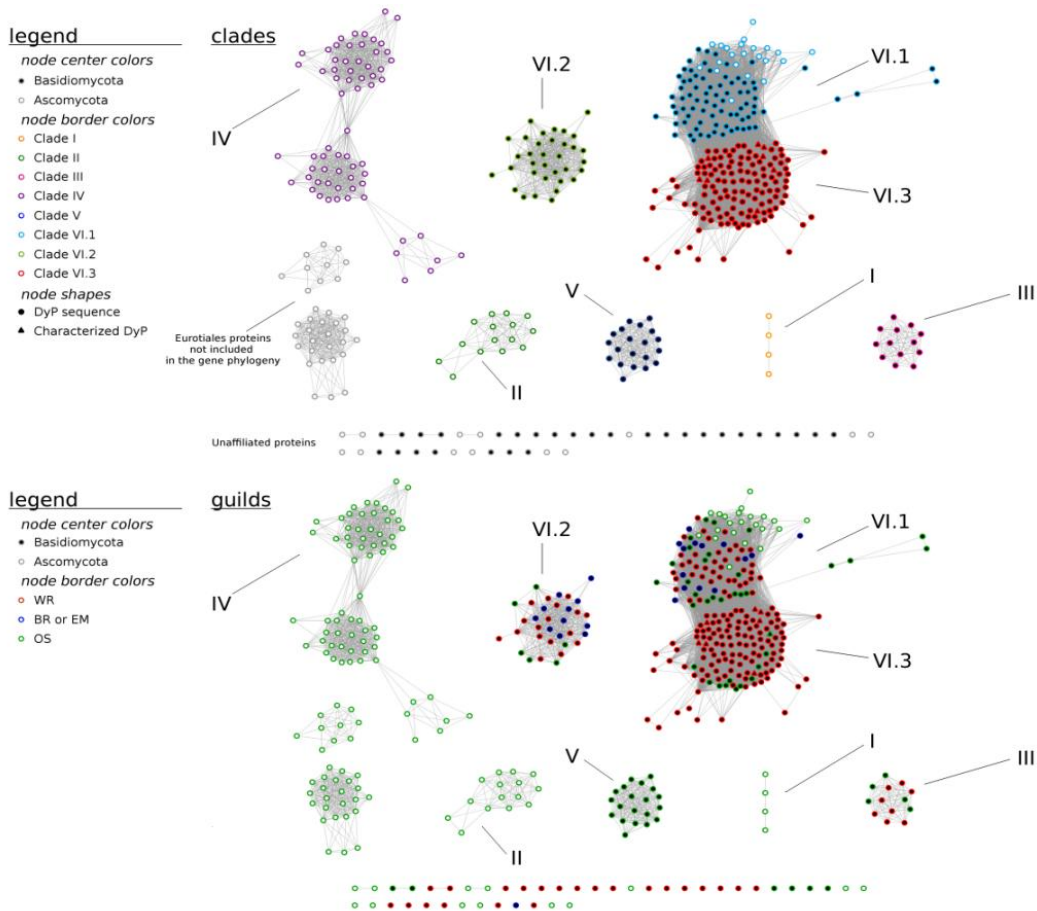 legend
node center colors
Basidiomycota
Ascomycota
node border colors
Clade I
Clade II
Clade III
Clade IV
Clade V
Clade VI.1
Clade VI.2
Clade VI.3
node shapes
DyP sequence
Characterized DyP
clades
IV
VI.2
VI.1
VI.3
Eurotiales proteins
not included
in the gene phylogeny
II
V
I
III
Unaffiliated proteins
legend
node center colors
Basidiomycota
Ascomycota
node border colors
WR
BR or EM
OS
guilds
IV
VI.2
VI.1
VI.3
II
V
I
III